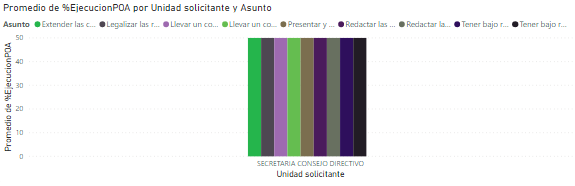 Promedio de %EjecucionPOA por Unidad solicitante y Asunto
Asunto Extender las c... Legalizar las r... Llevar un co... Llevar un co... Presentar y ... Redactar las ... Redactar la... Tener bajo r... Tener bajo r...
Promedio de %EjecucionPOA
50
40
30
20
10
0
SECRETARIA CONSEJO DIRECTIVO
Unidad solicitante